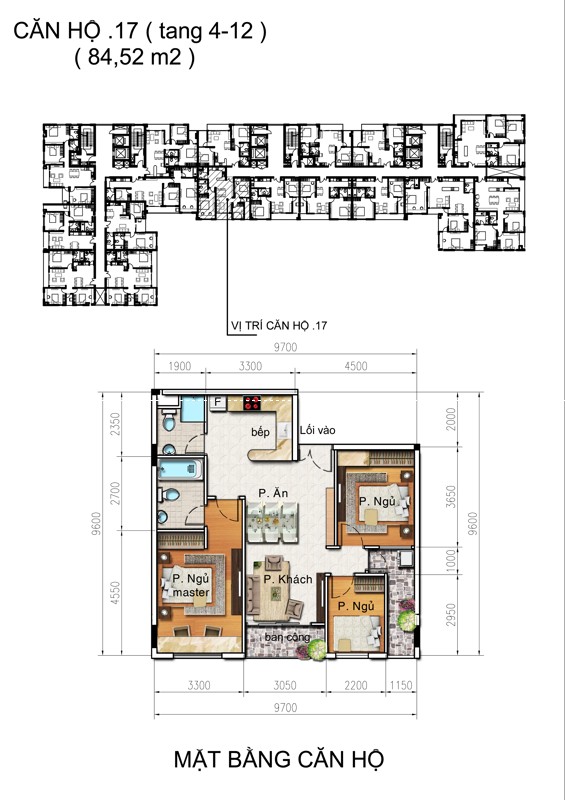 CĂN HỘ .17 ( tang 4-12 )
( 84,52 m2 )
VỊ TRÍ CĂN HỘ .17
9700
1900 3300 4500
2350
2700
4550
9600
F
bếp
Lối vào
P. Ăn
P. Ngủ
P. Ngủ
master
P. Khách
P. Ngủ
ban công
2000
3650
1000
2950
9600
3300 3050 2200 1150
9700
MẶT BẰNG CĂN HỘ